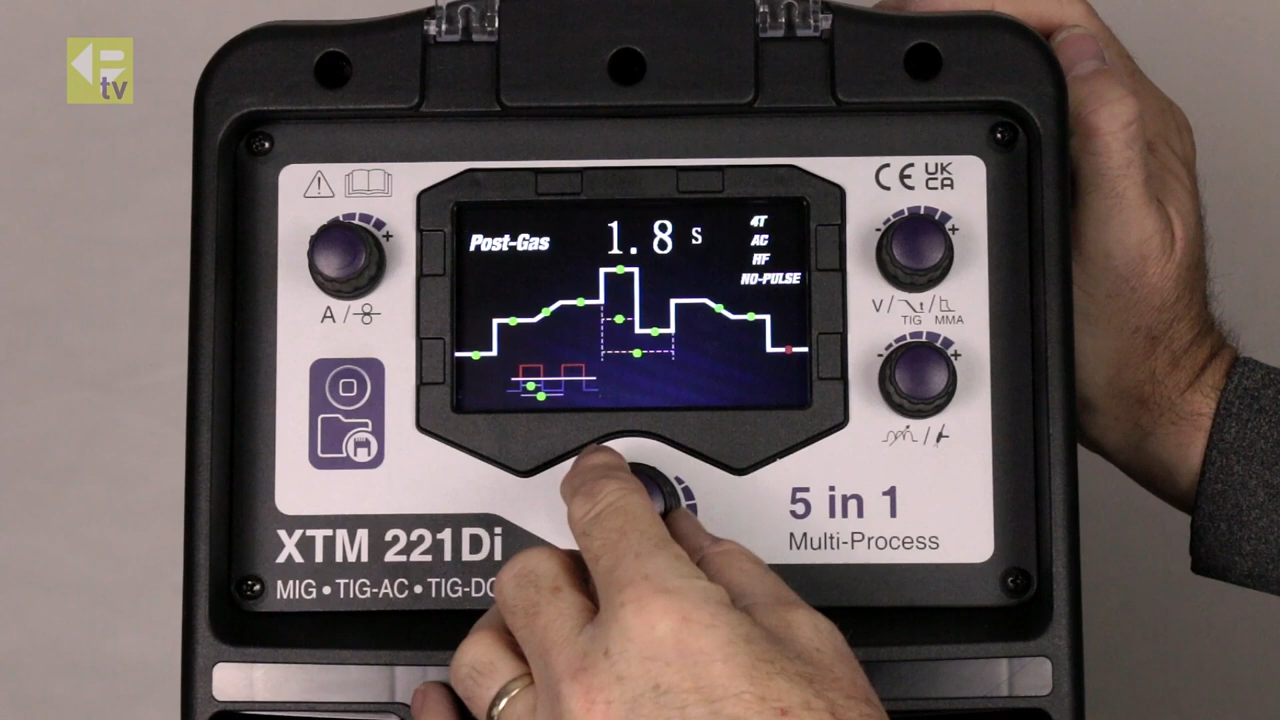 tv
CE UK CA
Post-Gas 1.8 s
4T
AC
HF
NO-PULSE
A /
V / t /
TIG MMA
5 in 1
Multi-Process
XTM 221Di
MIG • TIG-AC • TIG-DC